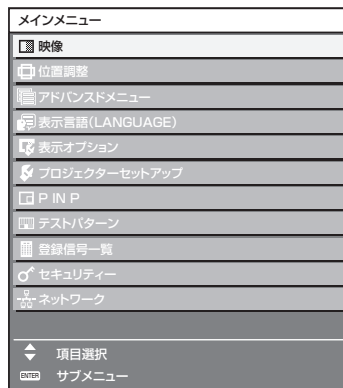 メインメニュー
映像
位置調整
アドバンスドメニュー
表示言語(LANGUAGE)
表示オプション
プロジェクターセットアップ
P IN P
テストパターン
登録信号一覧
セキュリティー
ネットワーク
項目選択
ENTER サブメニュー